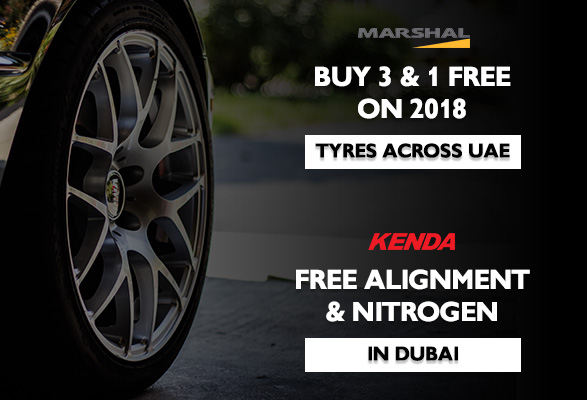 MARSHAL
BUY 3 & 1 FREE
ON 2018
TYRES ACROSS UAE
KENDA
FREE ALIGNMENT
& NITROGEN
IN DUBAI